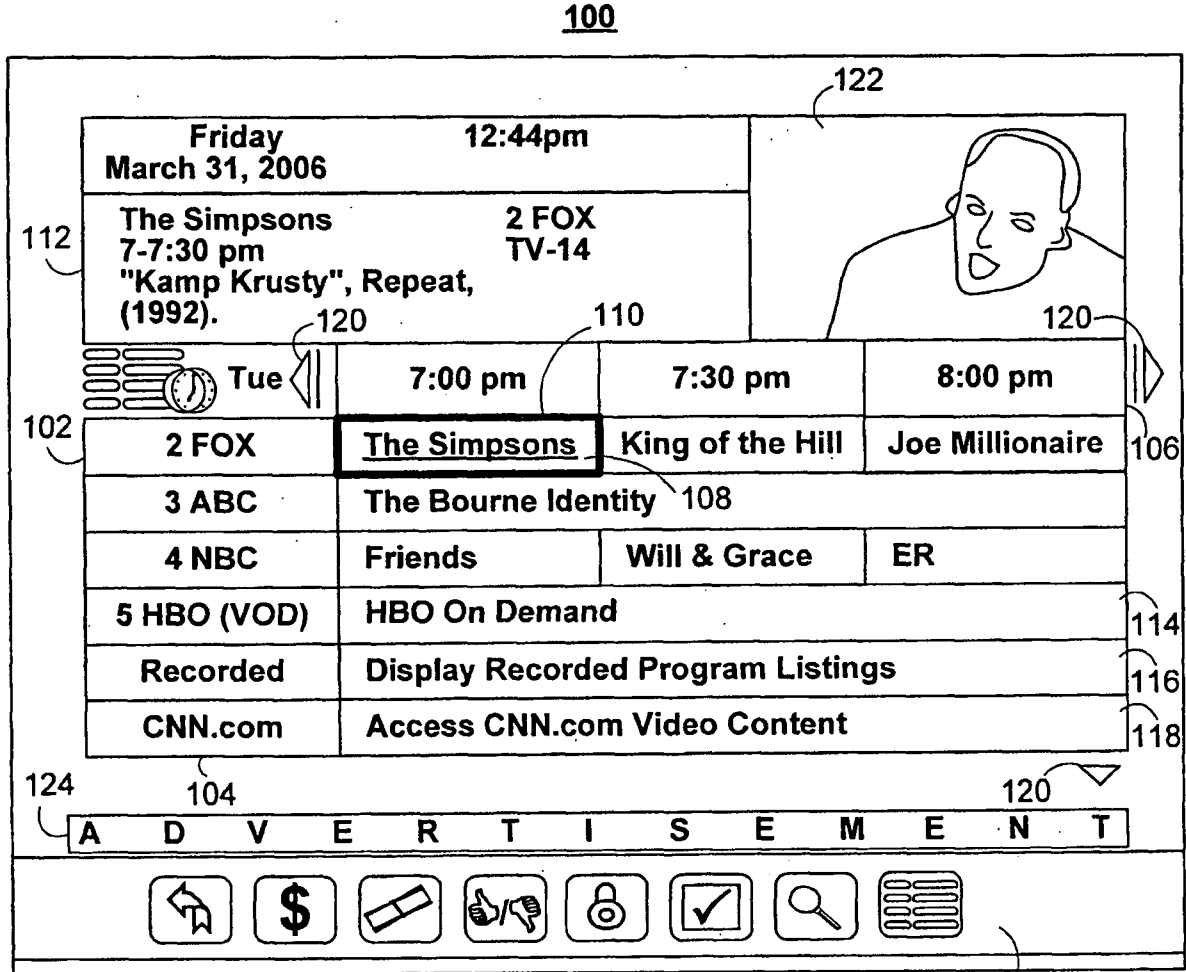 100
122
Friday 12:44pm
March 31, 2006
The Simpsons 2 FOX
7-7:30 pm TV-14
"Kamp Krusty", Repeat,
(1992).
112
120
110
120
Tue 7:00 pm 7:30 pm 8:00 pm
102
2 FOX The Simpsons King of the Hill Joe Millionaire
106
3 ABC The Bourne Identity 108
4 NBC Friends Will & Grace ER
5 HBO (VOD) HBO On Demand
114
Recorded Display Recorded Program Listings
116
CNN.com Access CNN.com Video Content
118
124
104
120
A D V E R T I S E M E N T
$